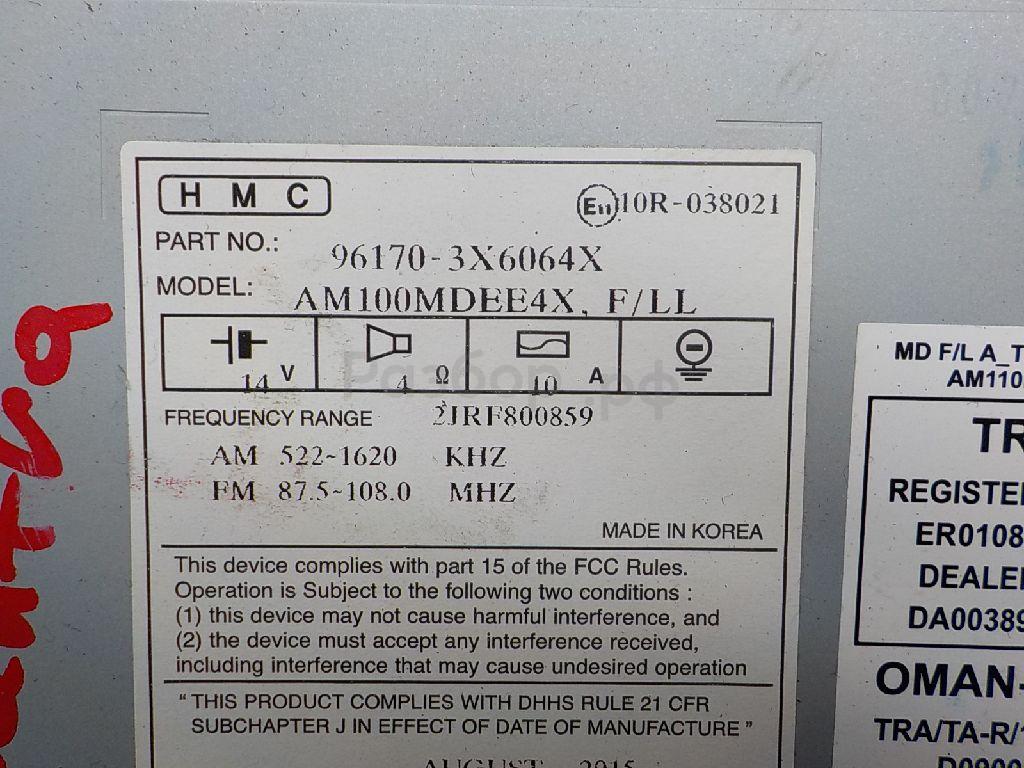 H M C
E11 10R-038021
PART NO.: 96170-3X6064X
MODEL: AM100MDEE4X, F/LL
14 V 4 Ω 10 A
Разбор.рф
FREQUENCY RANGE 2JRF800859
AM 522~1620 KHZ
FM 87.5~108.0 MHZ
MADE IN KOREA
This device complies with part 15 of the FCC Rules.
Operation is Subject to the following two conditions :
(1) this device may not cause harmful interference, and
(2) the device must accept any interference received,
including interference that may cause undesired operation
“ THIS PRODUCT COMPLIES WITH DHHS RULE 21 CFR
SUBCHAPTER J IN EFFECT OF DATE OF MANUFACTURE ”
AUGUST 2015
MD F/L A_T
AM110
TR
REGISTE
ER0108
DEALE
DA00389
OMAN-
TRA/TA-R/
D0900